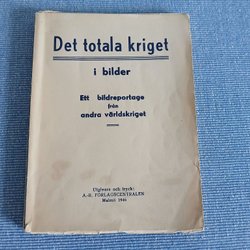 Det totala kriget
i bilder
Ett bildreportage
från
andra världskriget
Utgivare och tryck:
A.-B. FÖRLAGSCENTRALEN
Malmö 1946